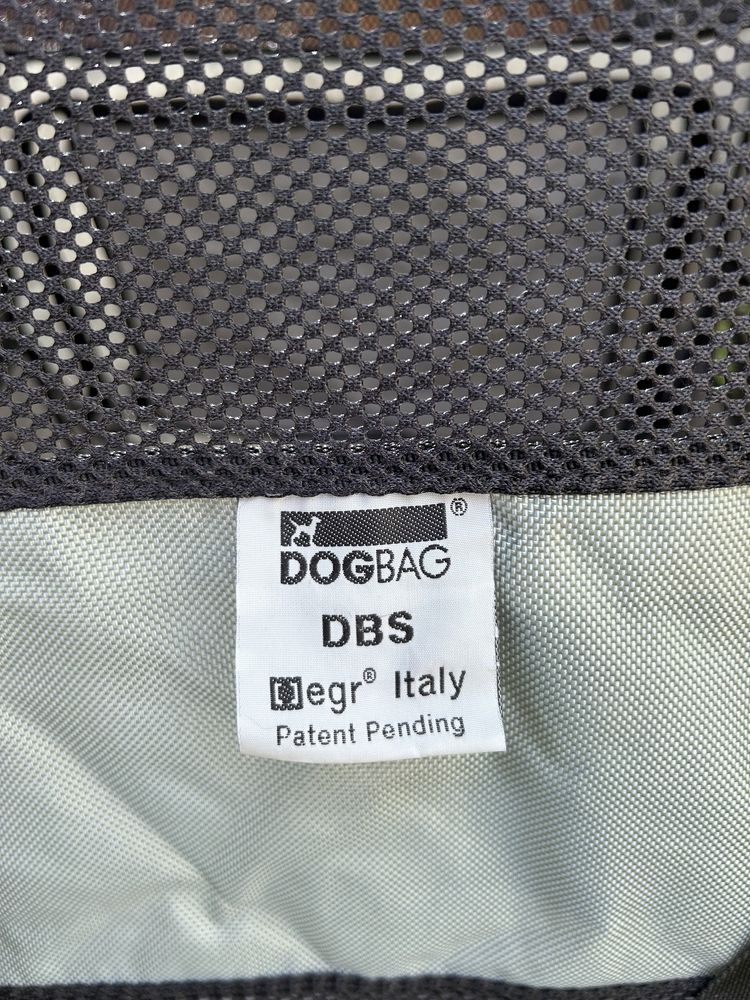 ®
DOGBAG
DBS
egr® Italy
Patent Pending